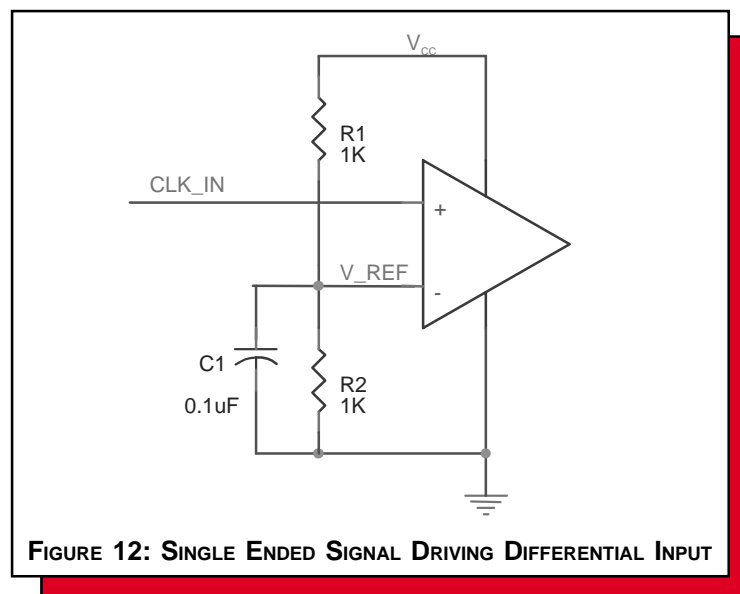 Vcc
R1
1K
CLK_IN
+
V_REF
-
C1
0.1uF
R2
1K
FIGURE 12: SINGLE ENDED SIGNAL DRIVING DIFFERENTIAL INPUT